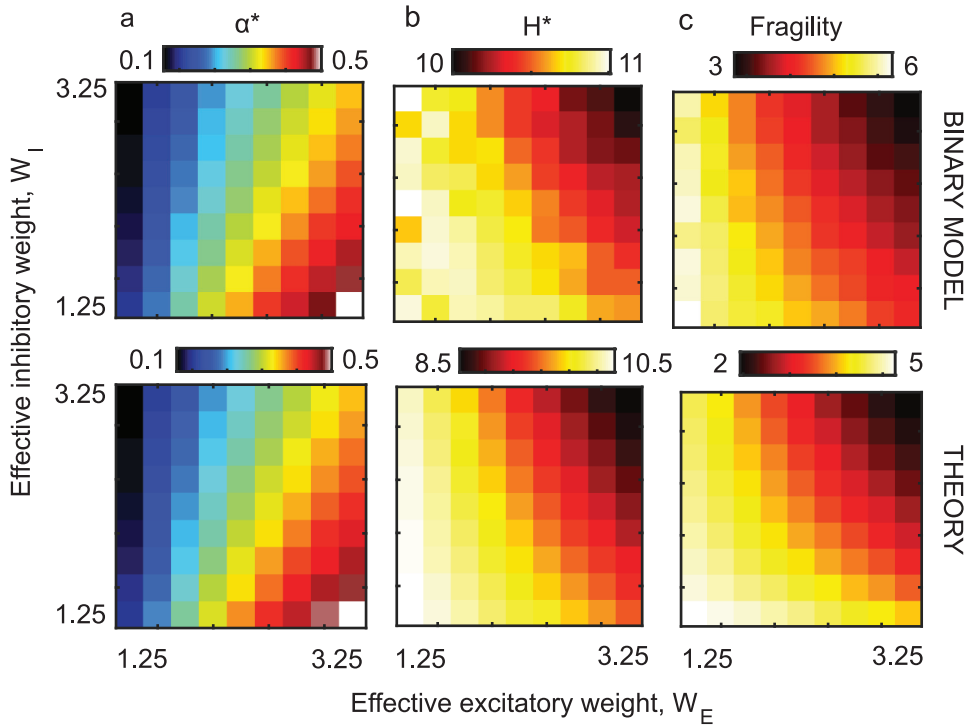 a
α*
0.1
0.5
b
H*
10
11
c
Fragility
3
6
3.25
1.25
BINARY MODEL
Effective inhibitory weight, W_I
0.1
0.5
8.5
10.5
2
5
3.25
1.25
THEORY
1.25
3.25
1.25
3.25
1.25
3.25
Effective excitatory weight, W_E